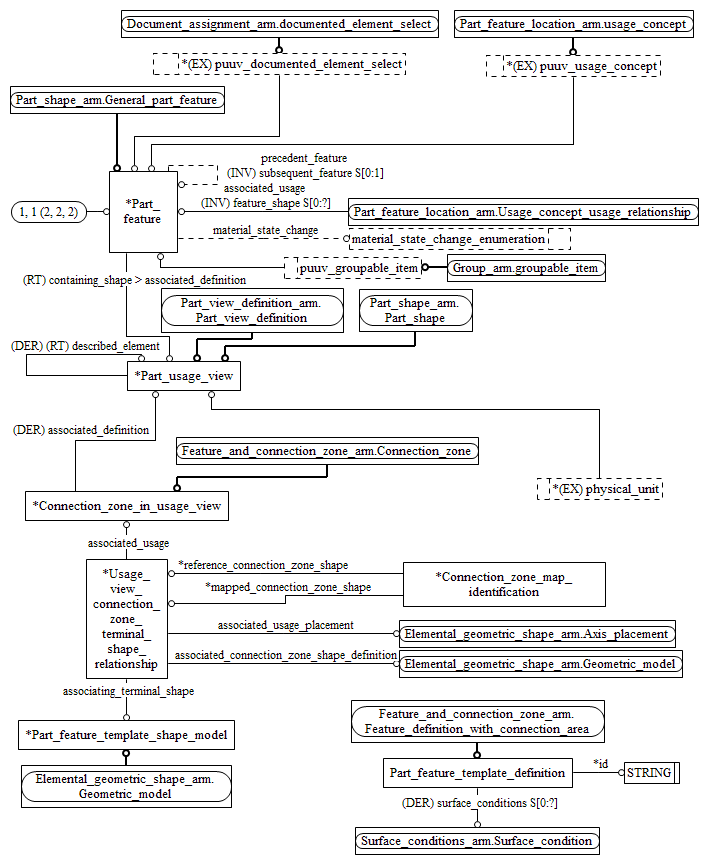 Document_assignment_arm.documented_element_select
Part_feature_location_arm.usage_concept
*(EX) puuv_documented_element_select
*(EX) puuv_usage_concept
Part_shape_arm.General_part_feature
precedent_feature
(INV) subsequent_feature S[0:1]
associated_usage
(INV) feature_shape S[0:?]
*Part_
feature
1, 1 (2, 2, 2)
Part_feature_location_arm.Usage_concept_usage_relationship
material_state_change
material_state_change_enumeration
puuv_groupable_item
Group_arm.groupable_item
(RT) containing_shape > associated_definition
Part_view_definition_arm.
Part_view_definition
Part_shape_arm.
Part_shape
(DER) (RT) described_element
*Part_usage_view
(DER) associated_definition
Feature_and_connection_zone_arm.Connection_zone
*(EX) physical_unit
*Connection_zone_in_usage_view
associated_usage
*Usage_
view_
connection_
zone_
terminal_
shape_
relationship
*reference_connection_zone_shape
*mapped_connection_zone_shape
*Connection_zone_map_
identification
associated_usage_placement
Elemental_geometric_shape_arm.Axis_placement
associated_connection_zone_shape_definition
Elemental_geometric_shape_arm.Geometric_model
associating_terminal_shape
*Part_feature_template_shape_model
Elemental_geometric_shape_arm.
Geometric_model
Feature_and_connection_zone_arm.
Feature_definition_with_connection_area
Part_feature_template_definition
*id
STRING
(DER) surface_conditions S[0:?]
Surface_conditions_arm.Surface_condition